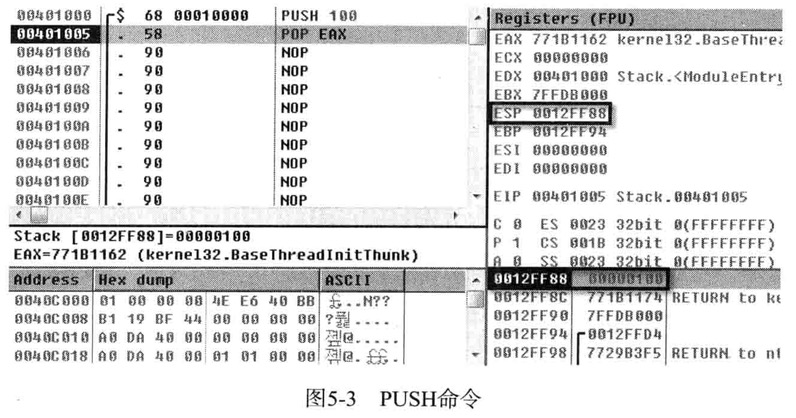 00401000 $ 68 00010000 PUSH 100
00401005 . 58 POP EAX
00401006 . 90 NOP
00401007 . 90 NOP
00401008 . 90 NOP
00401009 . 90 NOP
0040100A . 90 NOP
0040100B . 90 NOP
0040100C . 90 NOP
0040100D . 90 NOP
0040100E . 90 NOP
Stack [0012FF88]=00000100
EAX=771B1162 (kernel32.BaseThreadInitThunk)
Registers (FPU)
EAX 771B1162 kernel32.BaseThrea
ECX 00000000
EDX 00401000 Stack.<ModuleEntry
EBX 7FFDB000
ESP 0012FF88
EBP 0012FF94
ESI 00000000
EDI 00000000
EIP 00401005 Stack.00401005
C 0 ES 0023 32bit 0(FFFFFFFF)
P 1 CS 001B 32bit 0(FFFFFFFF)
A 0 SS 0023 32bit 0(FFFFFFFF)
Address Hex dump ASCII
0040C000 01 00 00 00 4E E6 40 BB ..N??
0040C008 B1 19 BF 44 00 00 00 00 .....
0040C010 A0 DA 40 00 00 00 00 00 @.....
0040C018 A0 DA 40 00 01 01 00 00 @.
0012FF88 00000100
0012FF8C 771B1174 RETURN to ke
0012FF90 7FFDB000
0012FF94 0012FFD4
0012FF98 7729B3F5 RETURN to nt
图5-3 PUSH命令